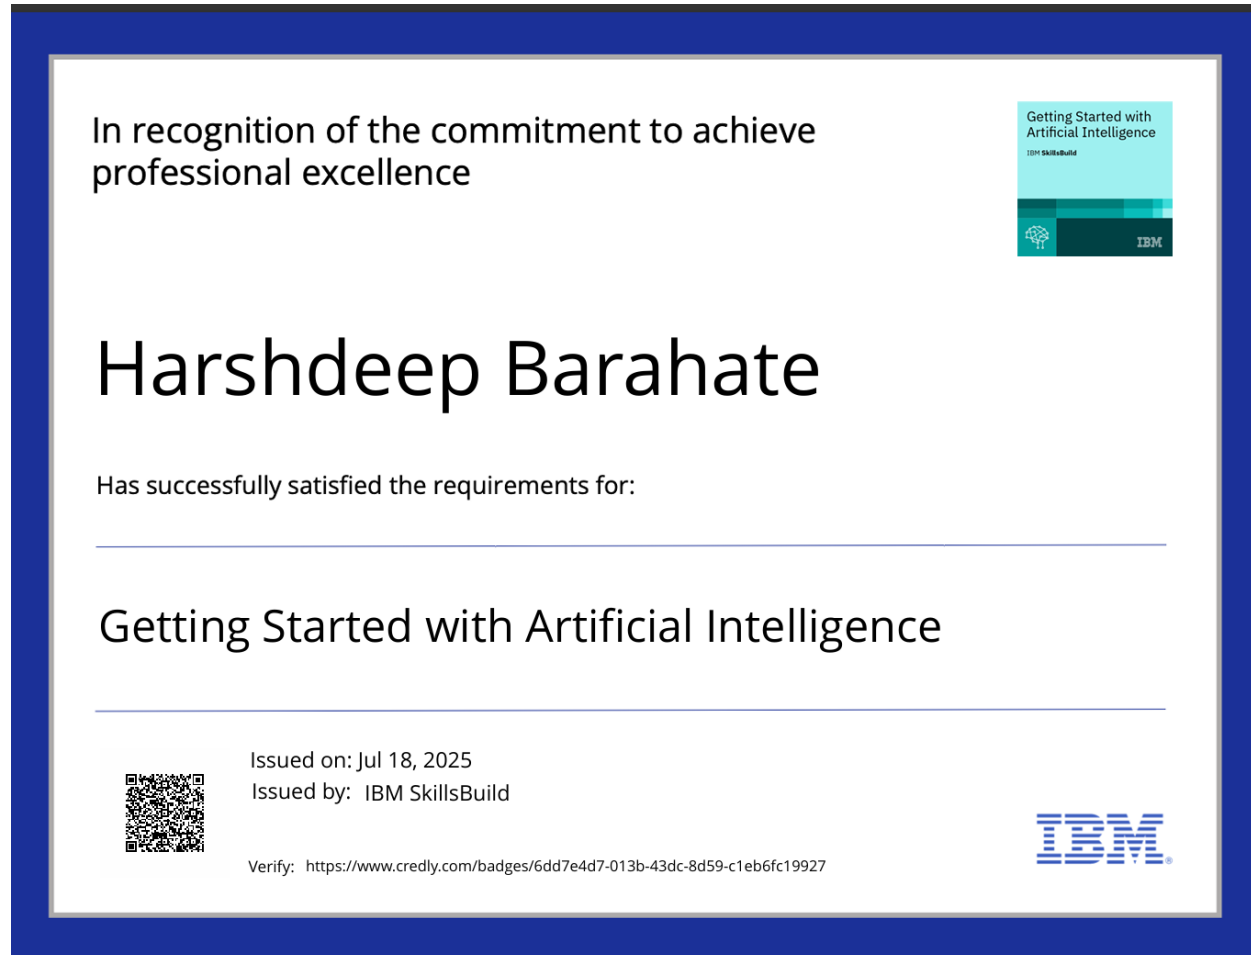 In recognition of the commitment to achieve
professional excellence
Getting Started with
Artificial Intelligence
IBM SkillsBuild
IBM
Harshdeep Barahate
Has successfully satisfied the requirements for:
Getting Started with Artificial Intelligence
Issued on: Jul 18, 2025
Issued by: IBM SkillsBuild
Verify: https://www.credly.com/badges/6dd7e4d7-013b-43dc-8d59-c1eb6fc19927
IBM®